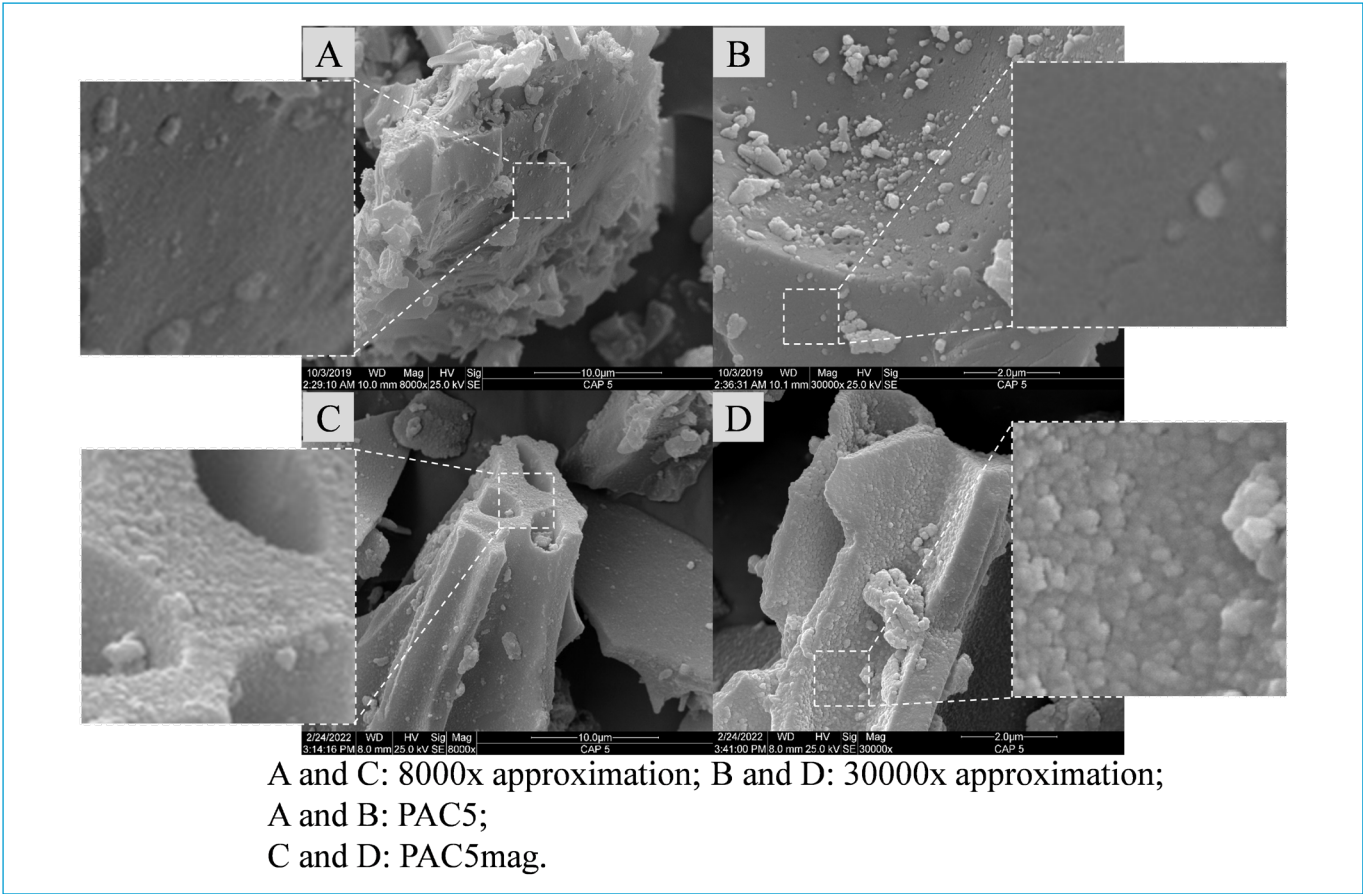 A
B
10/3/2019 WD Mag HV Sig
2:29:10 AM 10.0 mm 8000x 25.0 kV SE
10.0µm
CAP 5
10/3/2019 WD Mag HV Sig
2:36:31 AM 10.1 mm 30000x 25.0 kV SE
2.0µm
CAP 5
C
D
2/24/2022 WD HV Sig Mag
3:14:16 PM 8.0 mm 25.0 kV SE 8000x
10.0µm
CAP 5
2/24/2022 WD HV Sig Mag
3:41:00 PM 8.0 mm 25.0 kV SE 30000x
2.0µm
CAP 5
A and C: 8000x approximation; B and D: 30000x approximation;
A and B: PAC5;
C and D: PAC5mag.